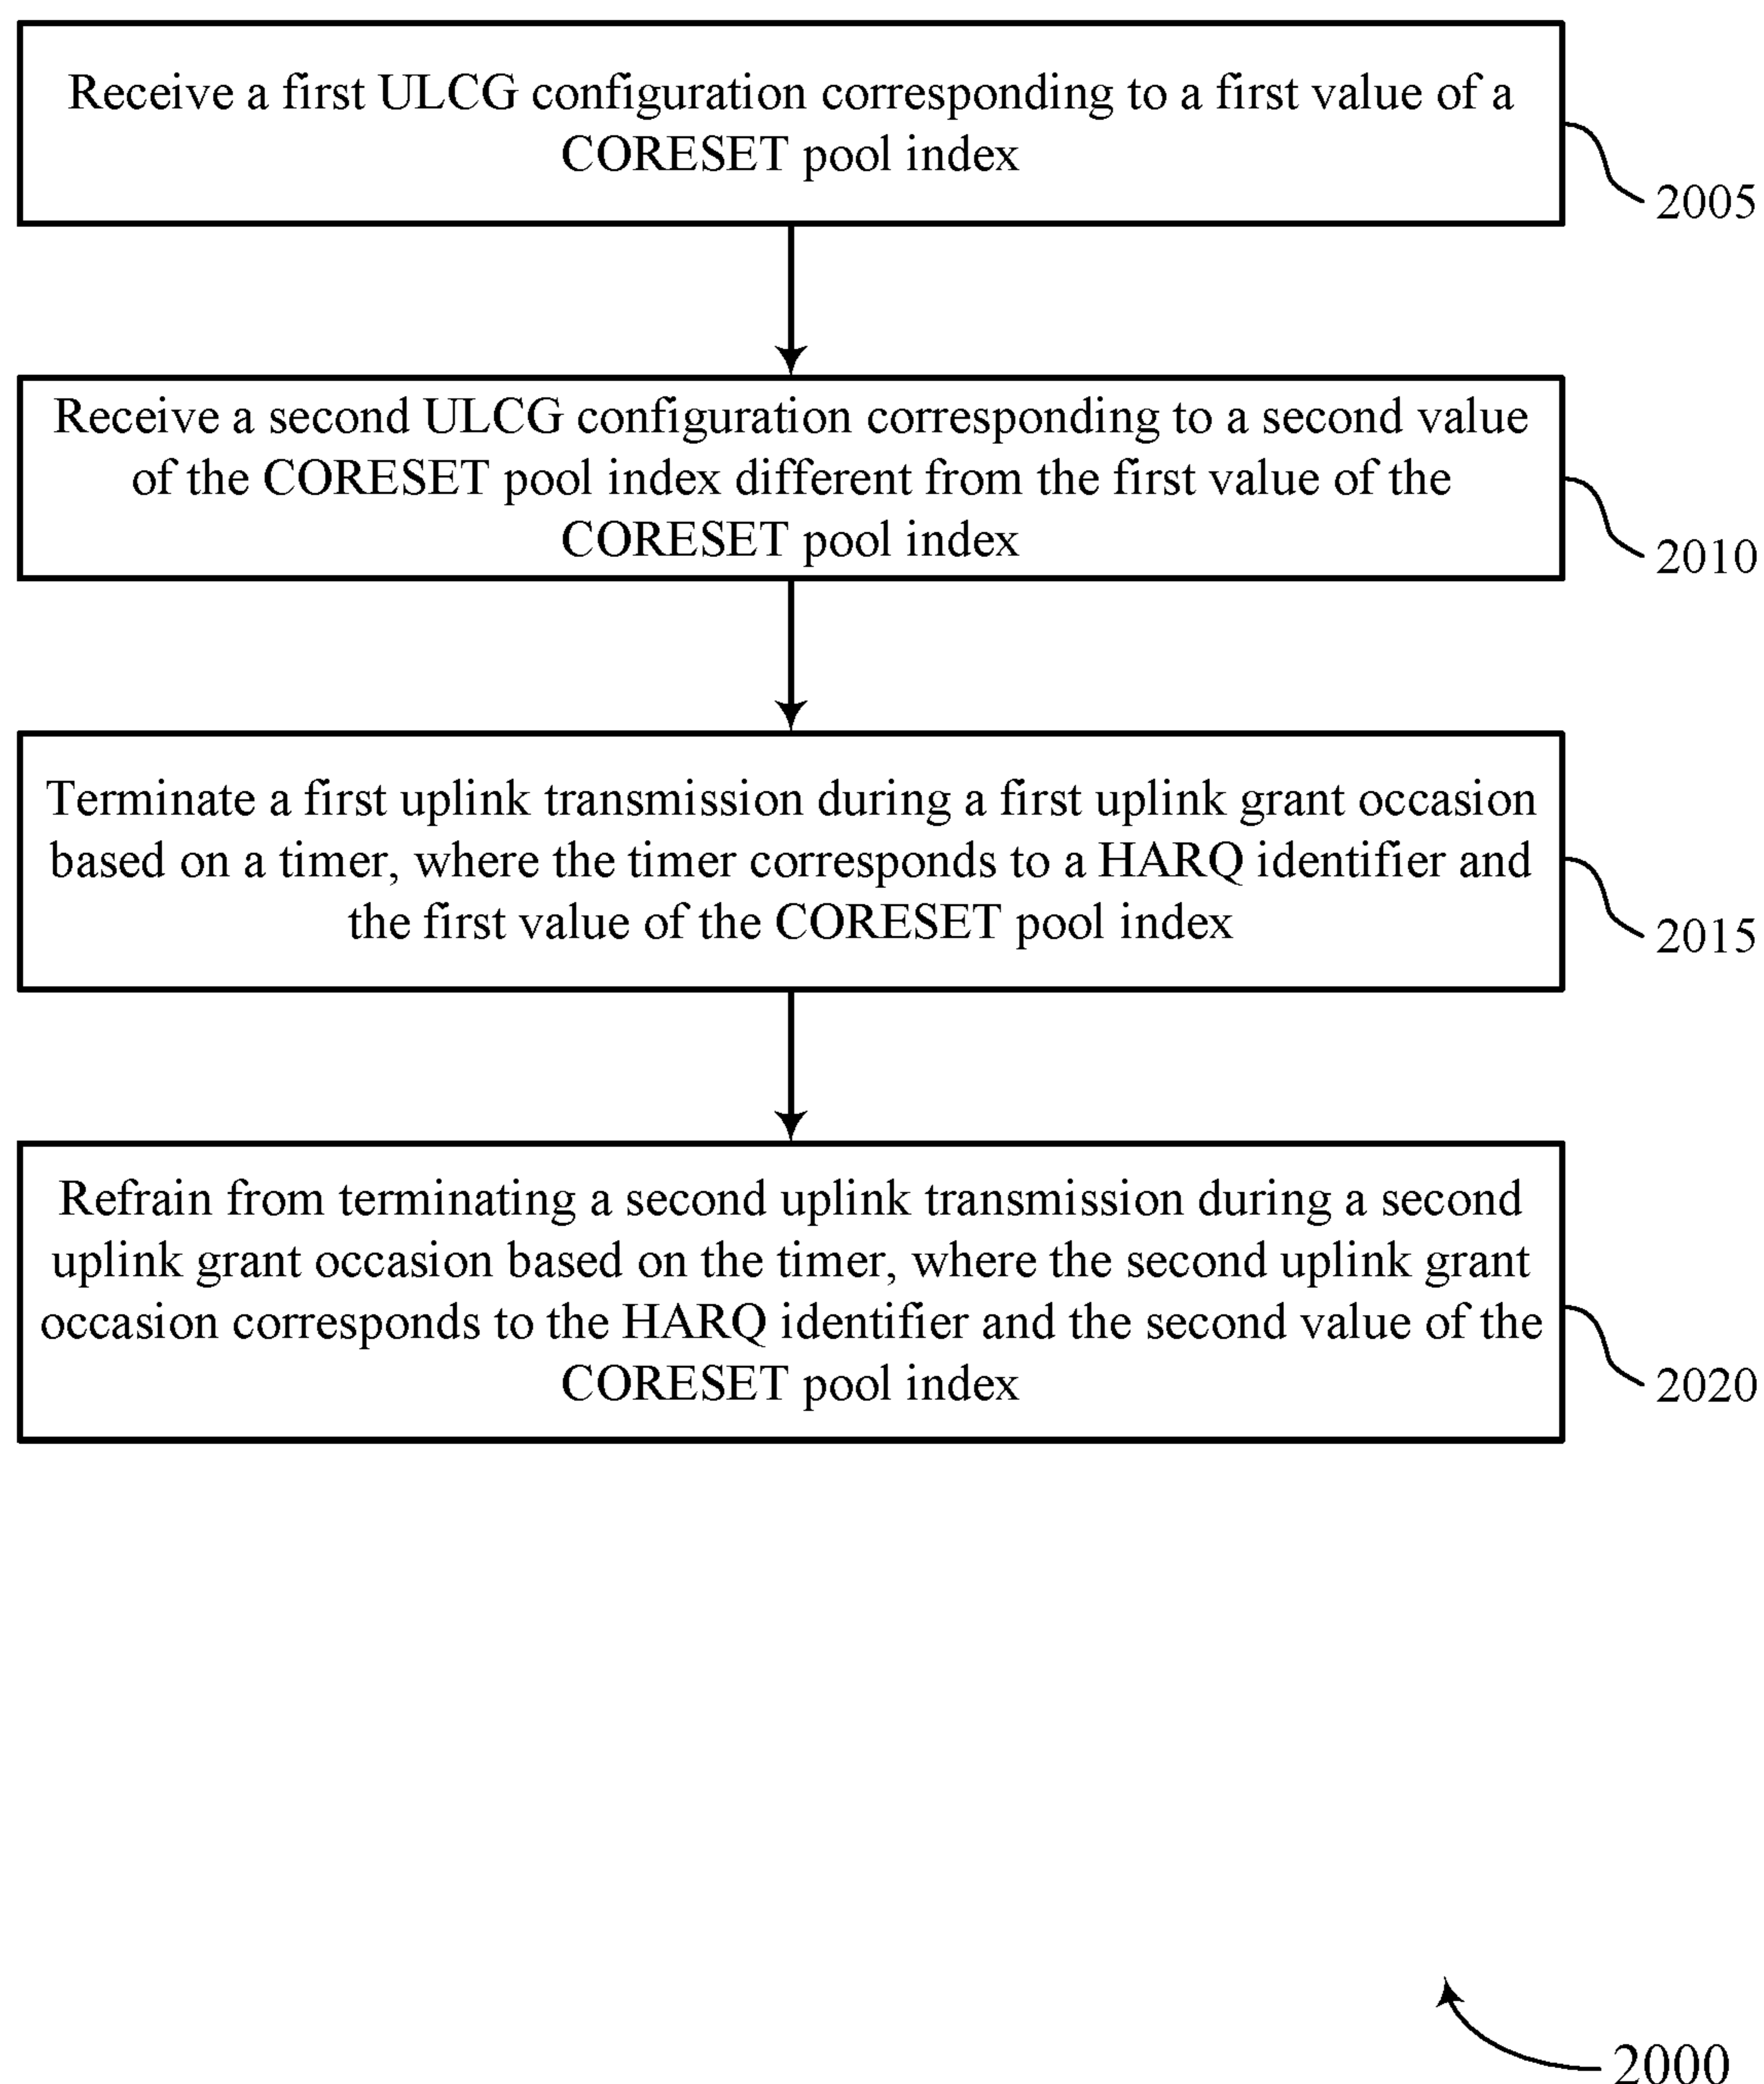 Receive a first ULCG configuration corresponding to a first value of a
CORESET pool index
2005
Receive a second ULCG configuration corresponding to a second value
of the CORESET pool index different from the first value of the
CORESET pool index
2010
Terminate a first uplink transmission during a first uplink grant occasion
based on a timer, where the timer corresponds to a HARQ identifier and
the first value of the CORESET pool index
2015
Refrain from terminating a second uplink transmission during a second
uplink grant occasion based on the timer, where the second uplink grant
occasion corresponds to the HARQ identifier and the second value of the
CORESET pool index
2020
2000